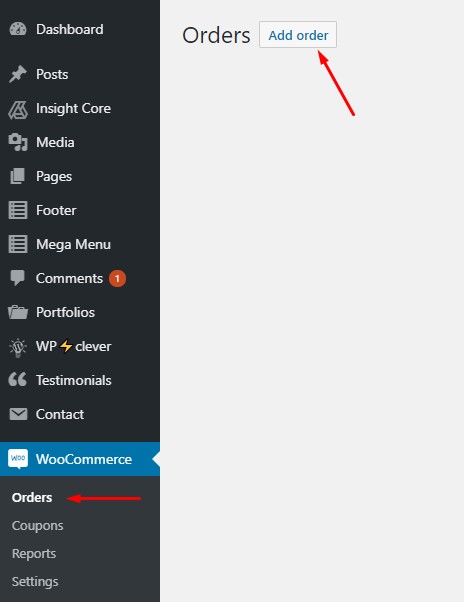 Dashboard
Orders Add order
Posts
Insight Core
Media
Pages
Footer
Mega Menu
Comments 1
Portfolios
WP⚡clever
Testimonials
Contact
WOO WooCommerce
Orders
Coupons
Reports
Settings